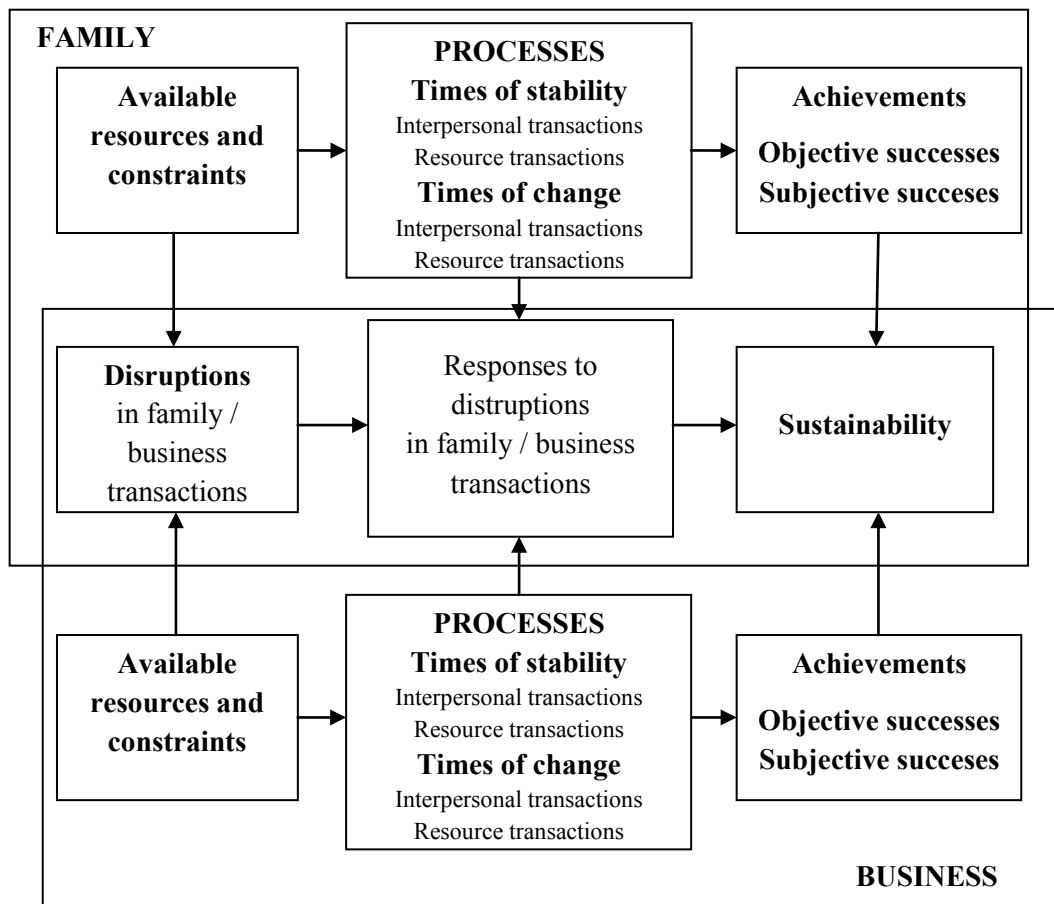 FAMILY
Available
resources and
constraints
PROCESSES
Times of stability
Interpersonal transactions
Resource transactions
Times of change
Interpersonal transactions
Resource transactions
Achievements
Objective successes
Subjective succeses
Disruptions
in family /
business
transactions
Responses to
distruptions
in family / business
transactions
Sustainability
Available
resources and
constraints
PROCESSES
Times of stability
Interpersonal transactions
Resource transactions
Times of change
Interpersonal transactions
Resource transactions
Achievements
Objective successes
Subjective succeses
BUSINESS